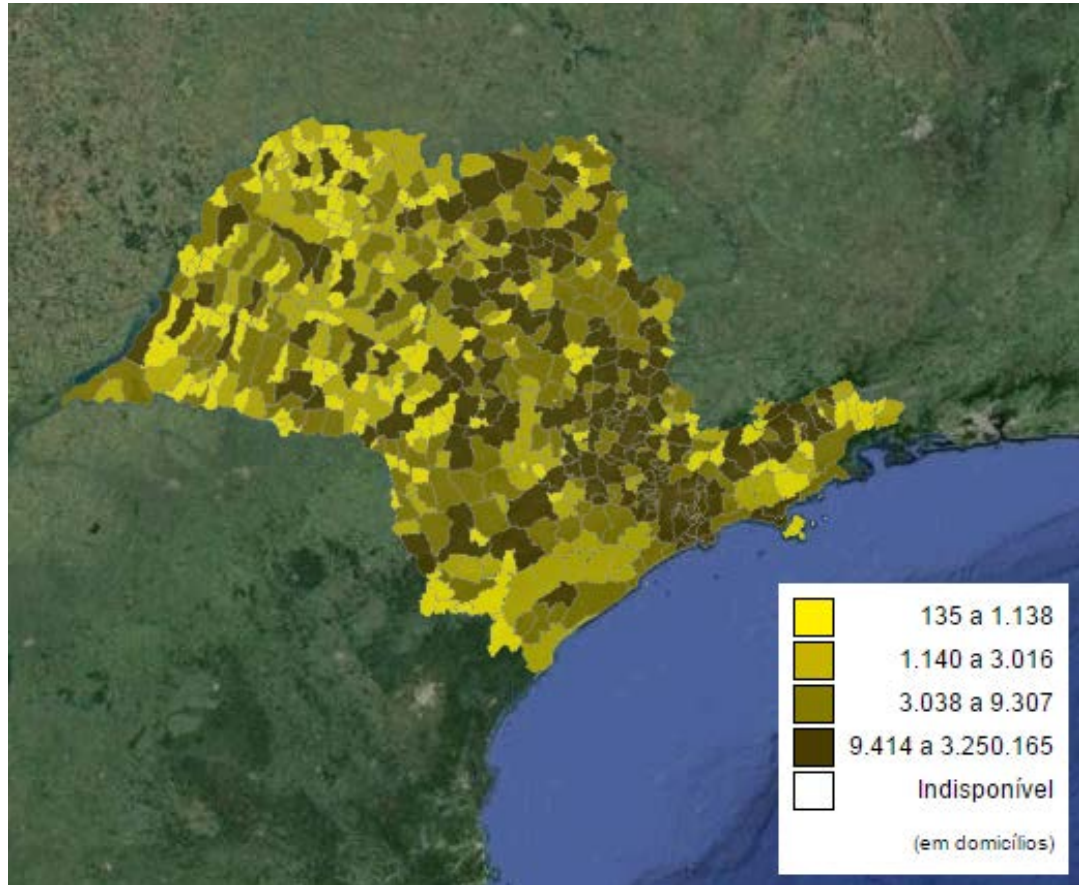 135 a 1.138
1.140 a 3.016
3.038 a 9.307
9.414 a 3.250.165
Indisponível
(em domicílios)